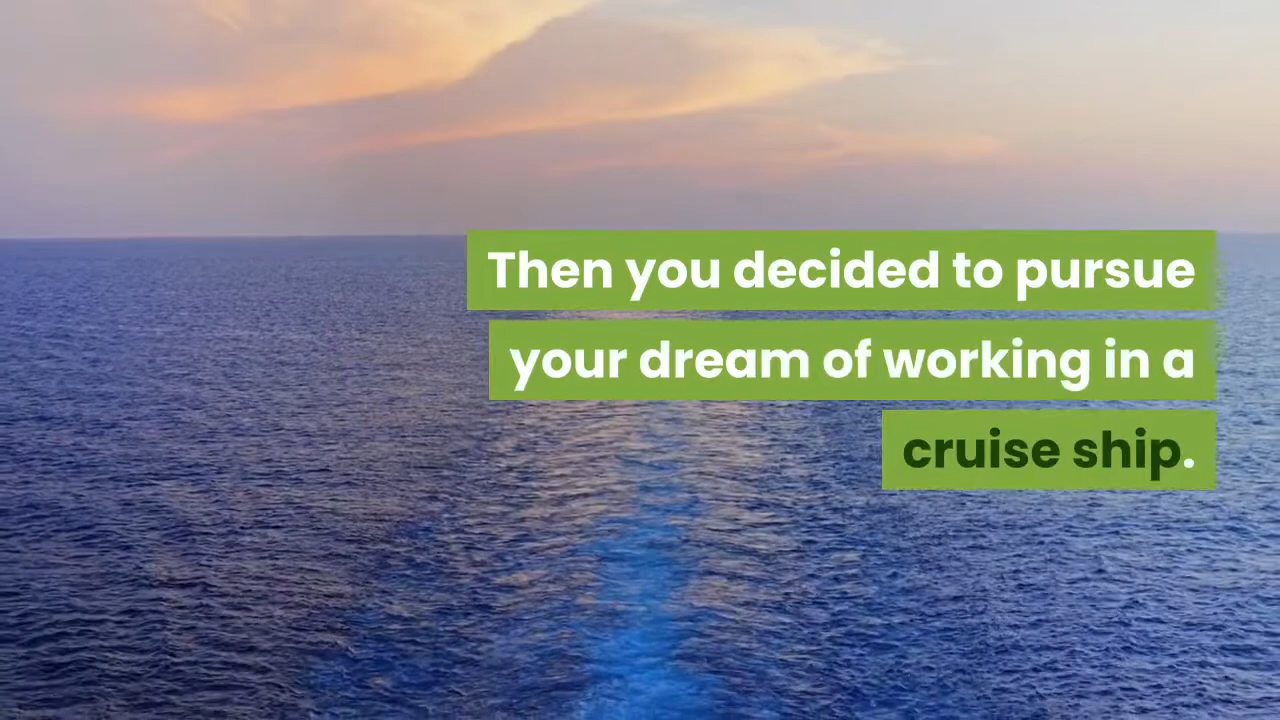 Then you decided to pursue
your dream of working in a
cruise ship.